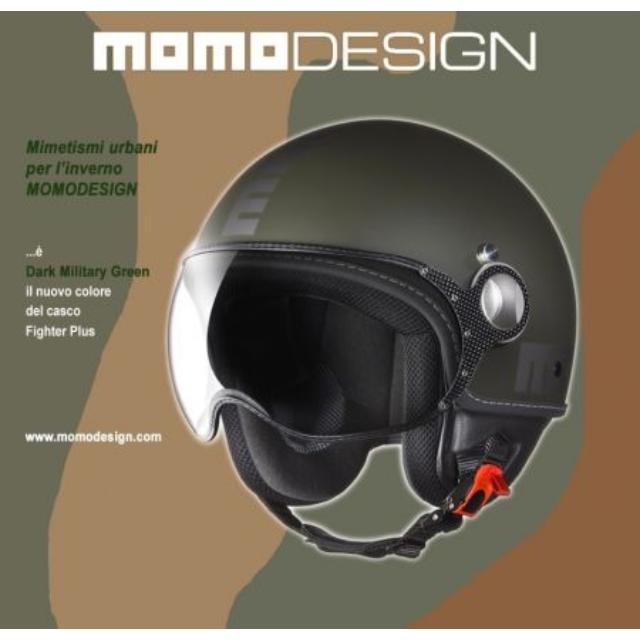 momoDESIGN
Mimetismi urbani
per l'inverno
MOMODESIGN
...è
Dark Military Green
il nuovo colore
del casco
Fighter Plus
www.momodesign.com